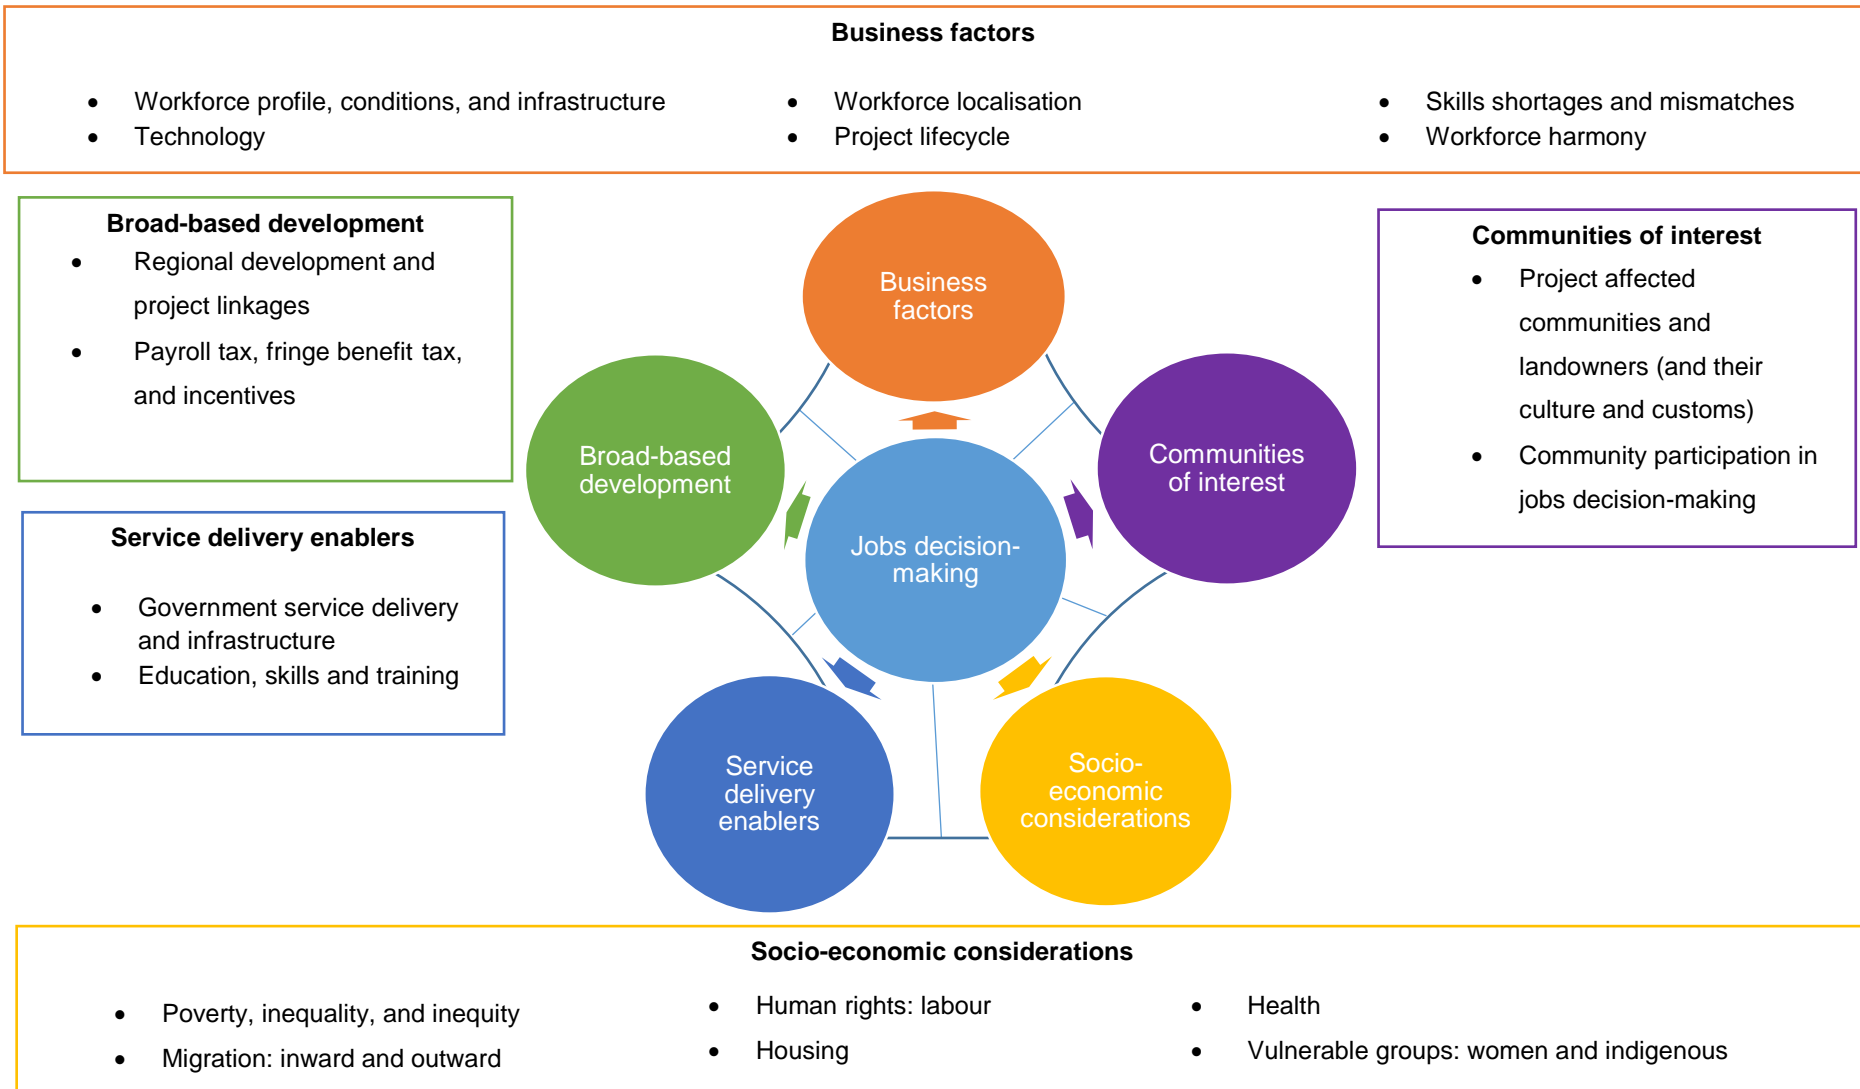 Business factors
Workforce profile, conditions, and infrastructure
Technology
Workforce localisation
Project lifecycle
Skills shortages and mismatches
Workforce harmony
Broad-based development
Regional development and
project linkages
Payroll tax, fringe benefit tax,
and incentives
Service delivery enablers
Government service delivery
and infrastructure
Education, skills and training
Business
factors
Broad-based
development
Communities
of interest
Jobs decision-
making
Service
delivery
enablers
Socio-
economic
considerations
Communities of interest
Project affected
communities and
landowners (and their
culture and customs)
Community participation in
jobs decision-making
Socio-economic considerations
Poverty, inequality, and inequity
Migration: inward and outward
Human rights: labour
Housing
Health
Vulnerable groups: women and indigenous